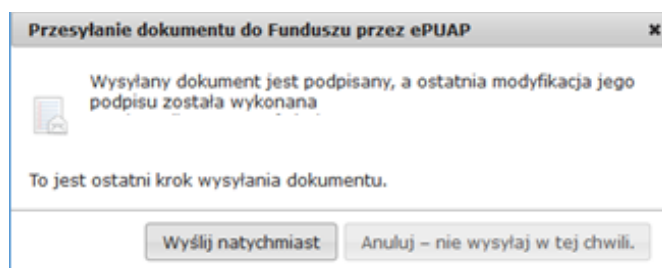 Przesyłanie dokumentu do Funduszu przez ePUAP
Wysyłany dokument jest podpisany, a ostatnia modyfikacja jego
podpisu została wykonana
To jest ostatni krok wysyłania dokumentu.
Wyślij natychmiast
Anuluj – nie wysyłaj w tej chwili.